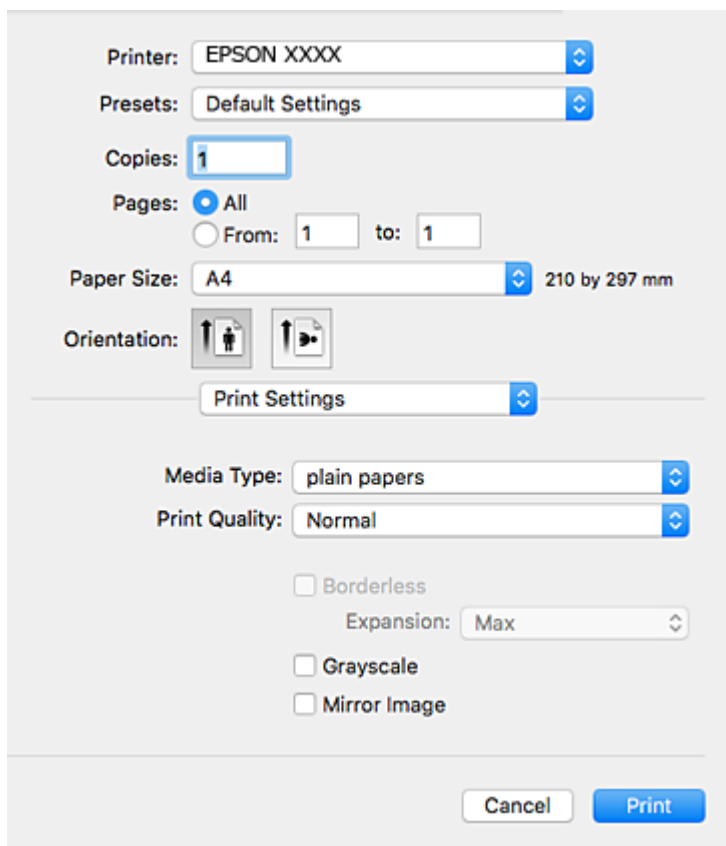 Printer: EPSON XXXX
Presets: Default Settings
Copies: 1
Pages: All
From: 1 to: 1
Paper Size: A4 210 by 297 mm
Orientation:
Print Settings
Media Type: plain papers
Print Quality: Normal
Borderless
Expansion: Max
Grayscale
Mirror Image
Cancel Print